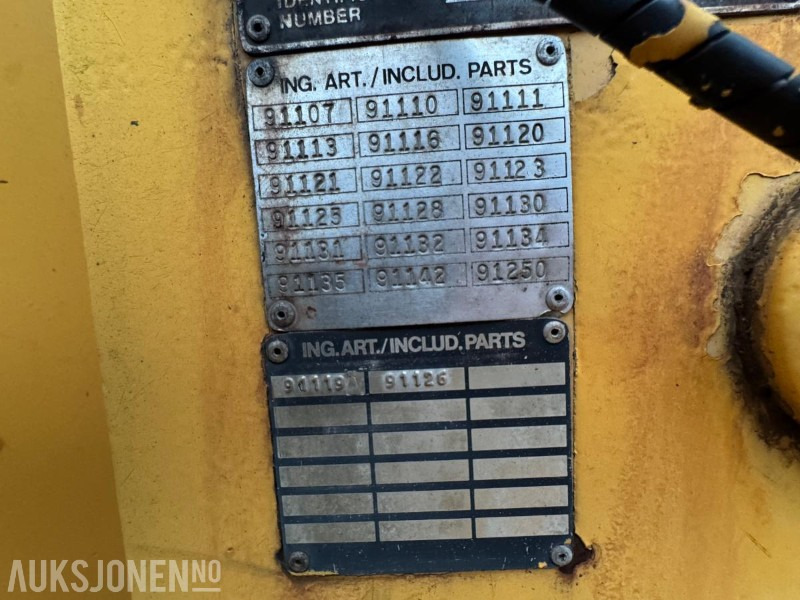 NUMBER
ING. ART./INCLUD. PARTS
91107 91110 91111
91113 91116 91120
91121 91122 91123
91125 91128 91130
91131 91132 91134
91135 91142 91250
ING. ART./INCLUD. PARTS
91119 91126
AUKSJONEN.NO